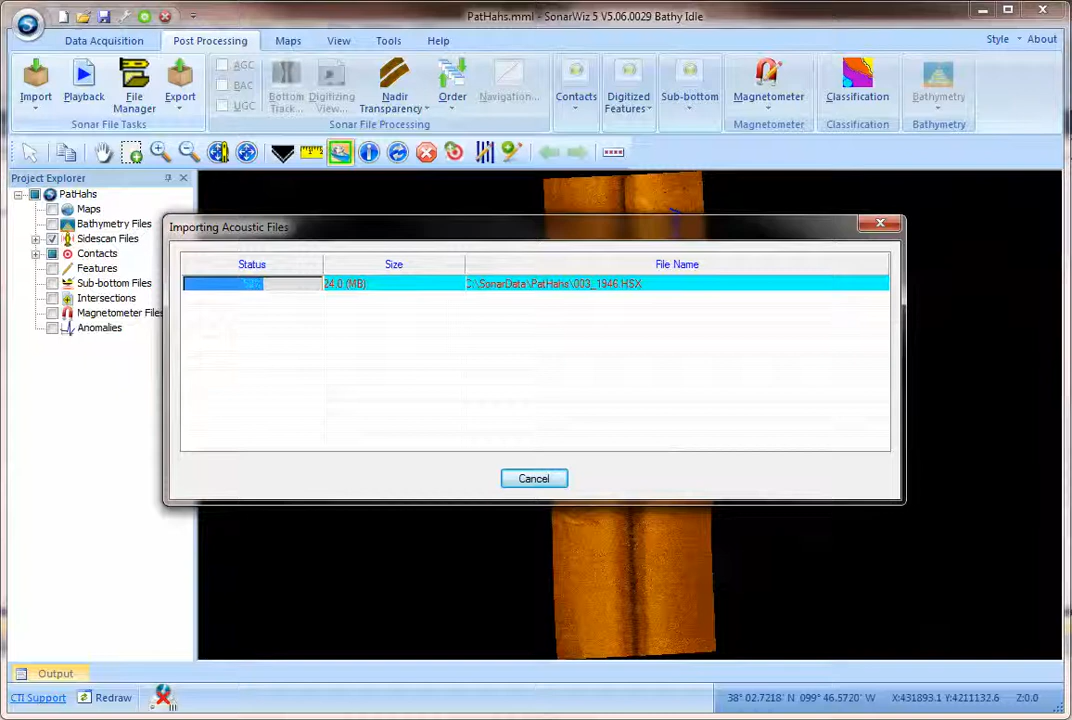 PatHahs.mml - SonarWiz 5 V5.06.0029 Bathy Idle
Data Acquisition Post Processing Maps View Tools Help Style About
Import Playback File Manager Export
Sonar File Tasks
AGC
BAC
UGC
Bottom Track... Digitizing View... Nadir Transparency Order Navigation...
Sonar File Processing
Contacts Digitized Features Sub-bottom
Magnetometer
Magnetometer
Classification
Classification
Bathymetry
Bathymetry
Project Explorer
PatHahs
Maps
Bathymetry Files
Sidescan Files
Contacts
Features
Sub-bottom Files
Intersections
Magnetometer Files
Anomalies
Importing Acoustic Files
Status Size File Name
24.0 (MB) C:\SonarData\PatHahs\003_1946.HSX
Cancel
Output
CTI Support Redraw
38° 02.7218' N 099° 46.5720' W X:431893.1 Y:4211132.6 Z:0.0